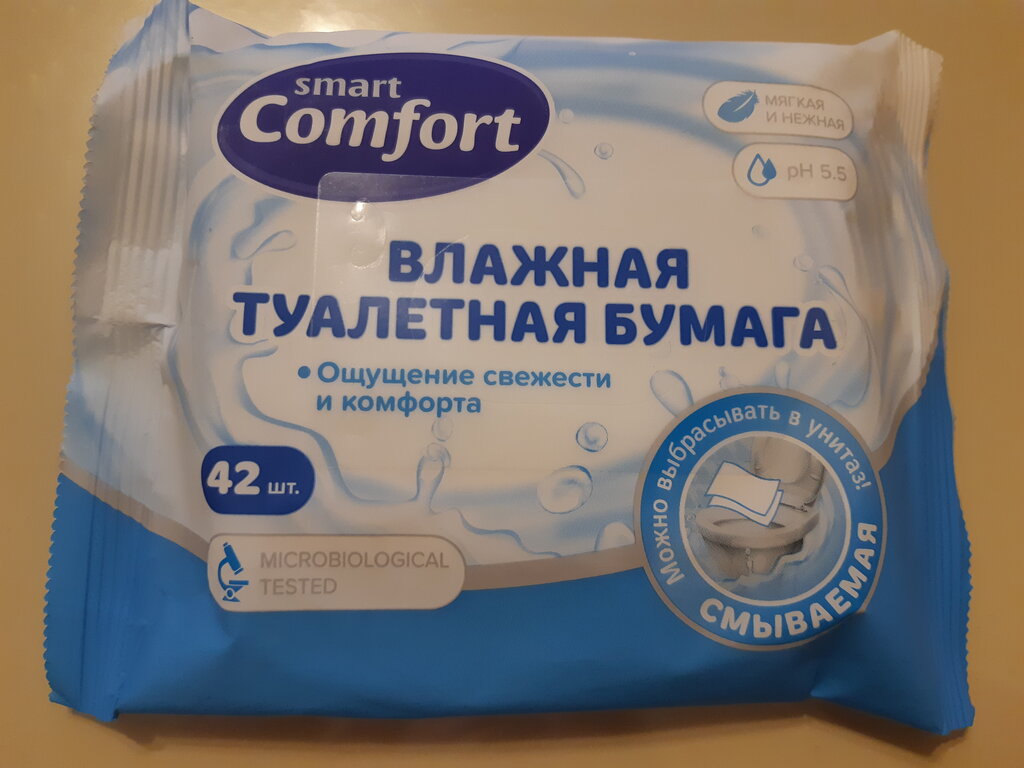 smart
Comfort
МЯГКАЯ
И НЕЖНАЯ
pH 5.5
ВЛАЖНАЯ
ТУАЛЕТНАЯ БУМАГА
• Ощущение свежести
и комфорта
42 шт.
MICROBIOLOGICAL
TESTED
Можно выбрасывать в унитаз!
СМЫВАЕМАЯ